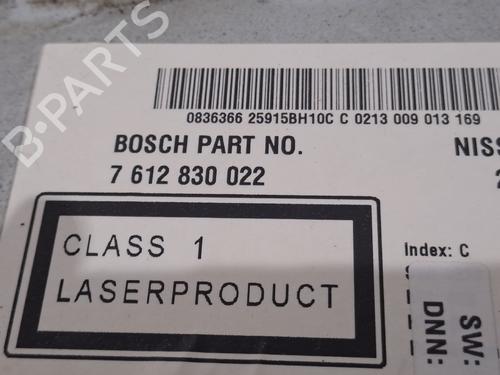 B-PARTS
0836366 25915BH10C C 0213 009 013 169
BOSCH PART NO.
7 612 830 022
NISS
2
CLASS 1
LASERPRODUCT
Index: C
SW:
DNN: